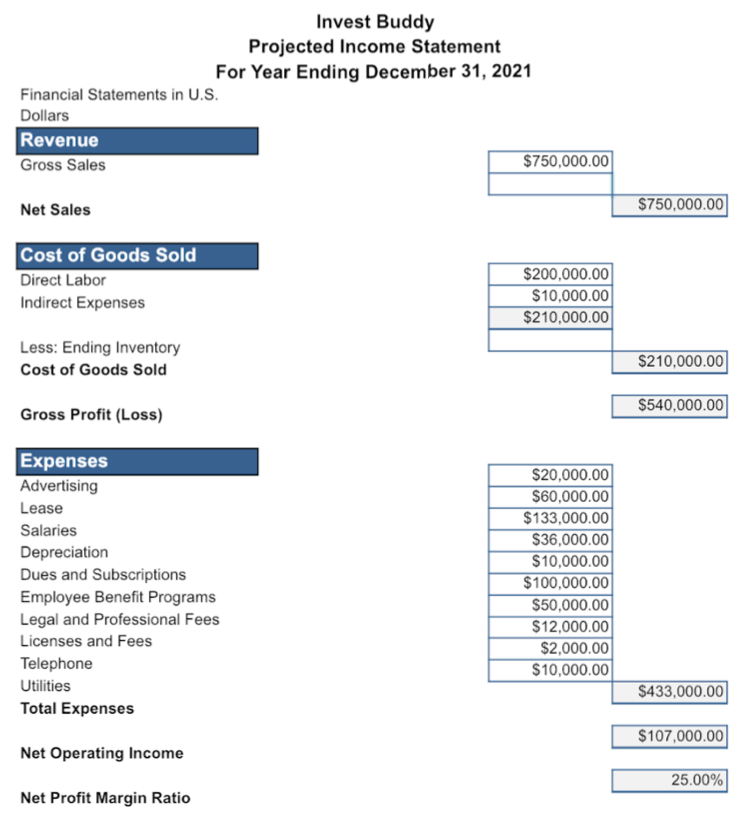 Invest Buddy
Projected Income Statement
For Year Ending December 31, 2021
Financial Statements in U.S.
Dollars
Revenue
Gross Sales $750,000.00
Net Sales $750,000.00
Cost of Goods Sold
Direct Labor $200,000.00
Indirect Expenses $10,000.00
$210,000.00
Less: Ending Inventory
Cost of Goods Sold $210,000.00
Gross Profit (Loss) $540,000.00
Expenses
Advertising $20,000.00
Lease $60,000.00
Salaries $133,000.00
Depreciation $36,000.00
Dues and Subscriptions $10,000.00
Employee Benefit Programs $100,000.00
Legal and Professional Fees $50,000.00
Licenses and Fees $12,000.00
Telephone $2,000.00
Utilities $10,000.00
Total Expenses $433,000.00
Net Operating Income $107,000.00
Net Profit Margin Ratio 25.00%